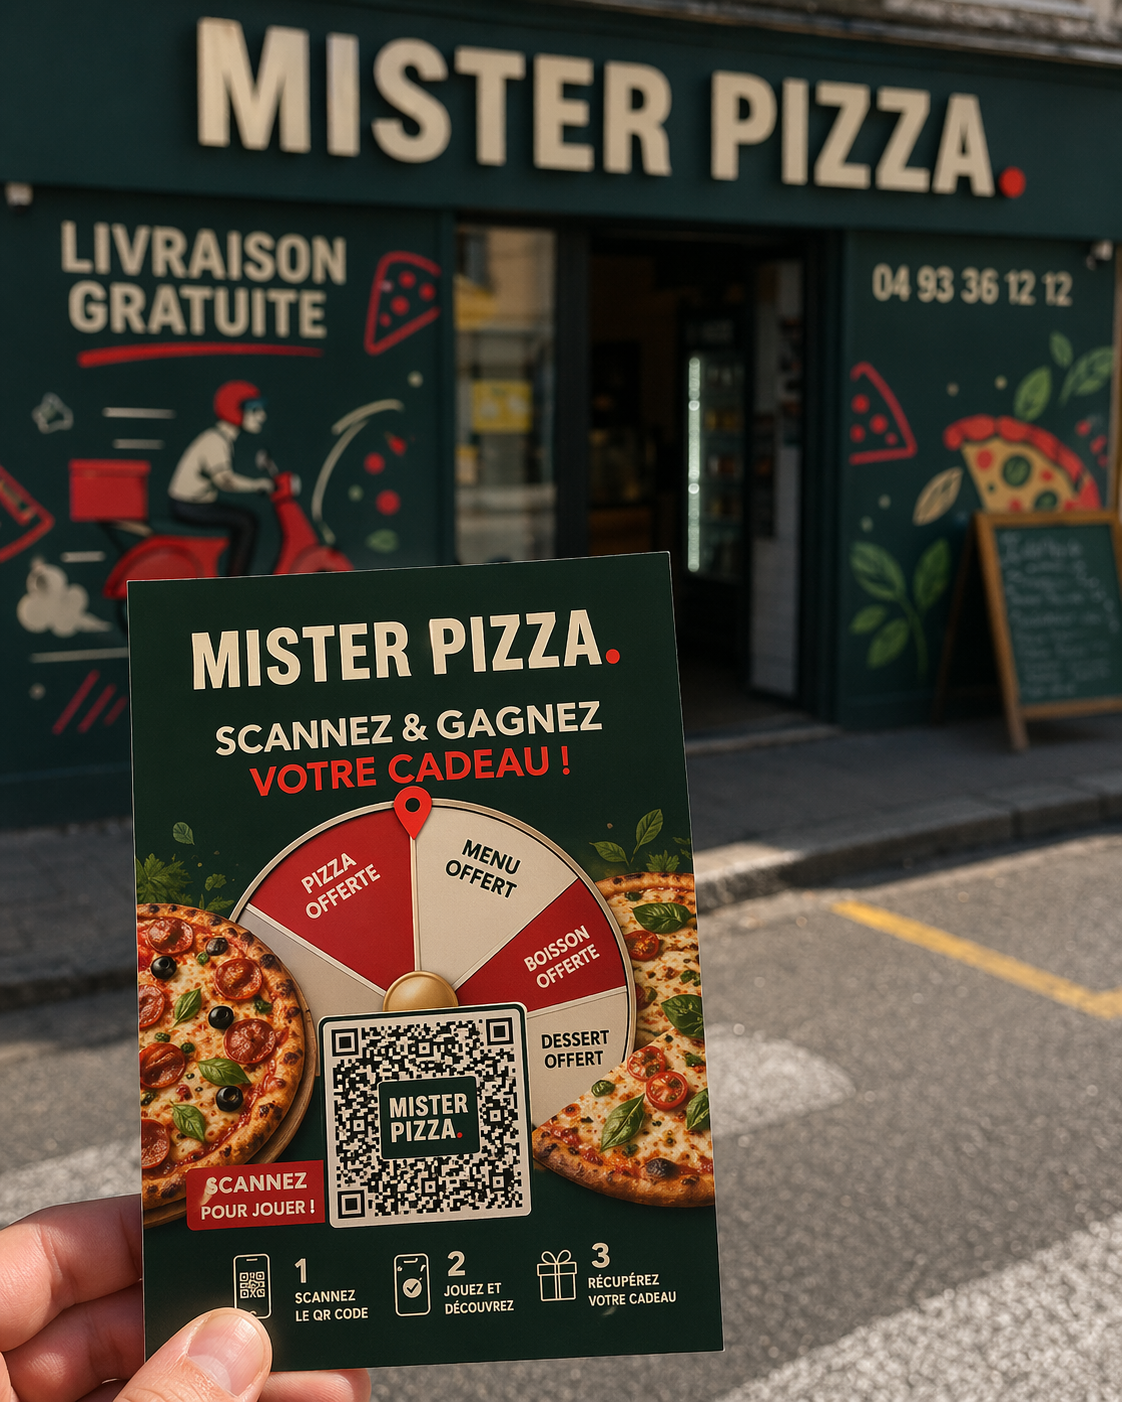 MISTER PIZZA.
LIVRAISON
GRATUITE
04 93 36 12 12
MISTER PIZZA.
SCANNEZ & GAGNEZ
VOTRE CADEAU !
PIZZA
OFFERTE
MENU
OFFERT
BOISSON
OFFERTE
DESSERT
OFFERT
MISTER
PIZZA.
SCANNEZ
POUR JOUER !
1
SCANNEZ
LE QR CODE
2
JOUEZ ET
DÉCOUVREZ
3
RÉCUPÉREZ
VOTRE CADEAU